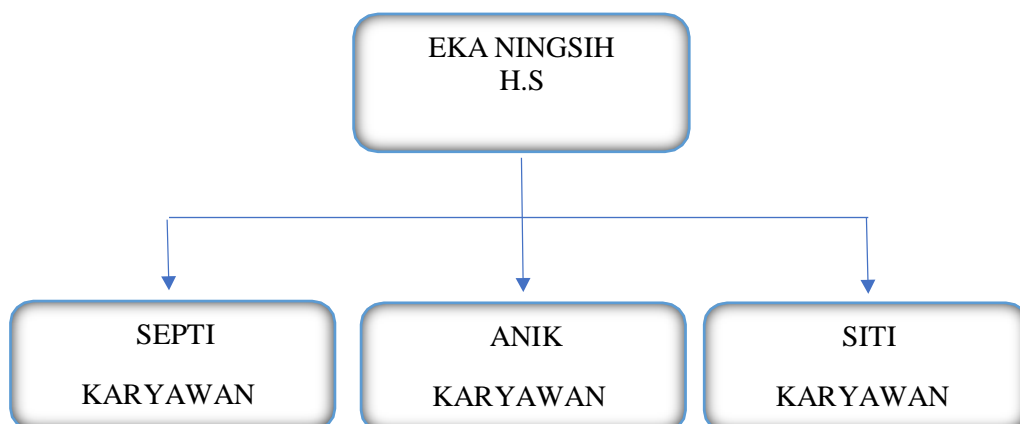 EKA NINGSIH
H.S
SEPTI
KARYAWAN
ANIK
KARYAWAN
SITI
KARYAWAN